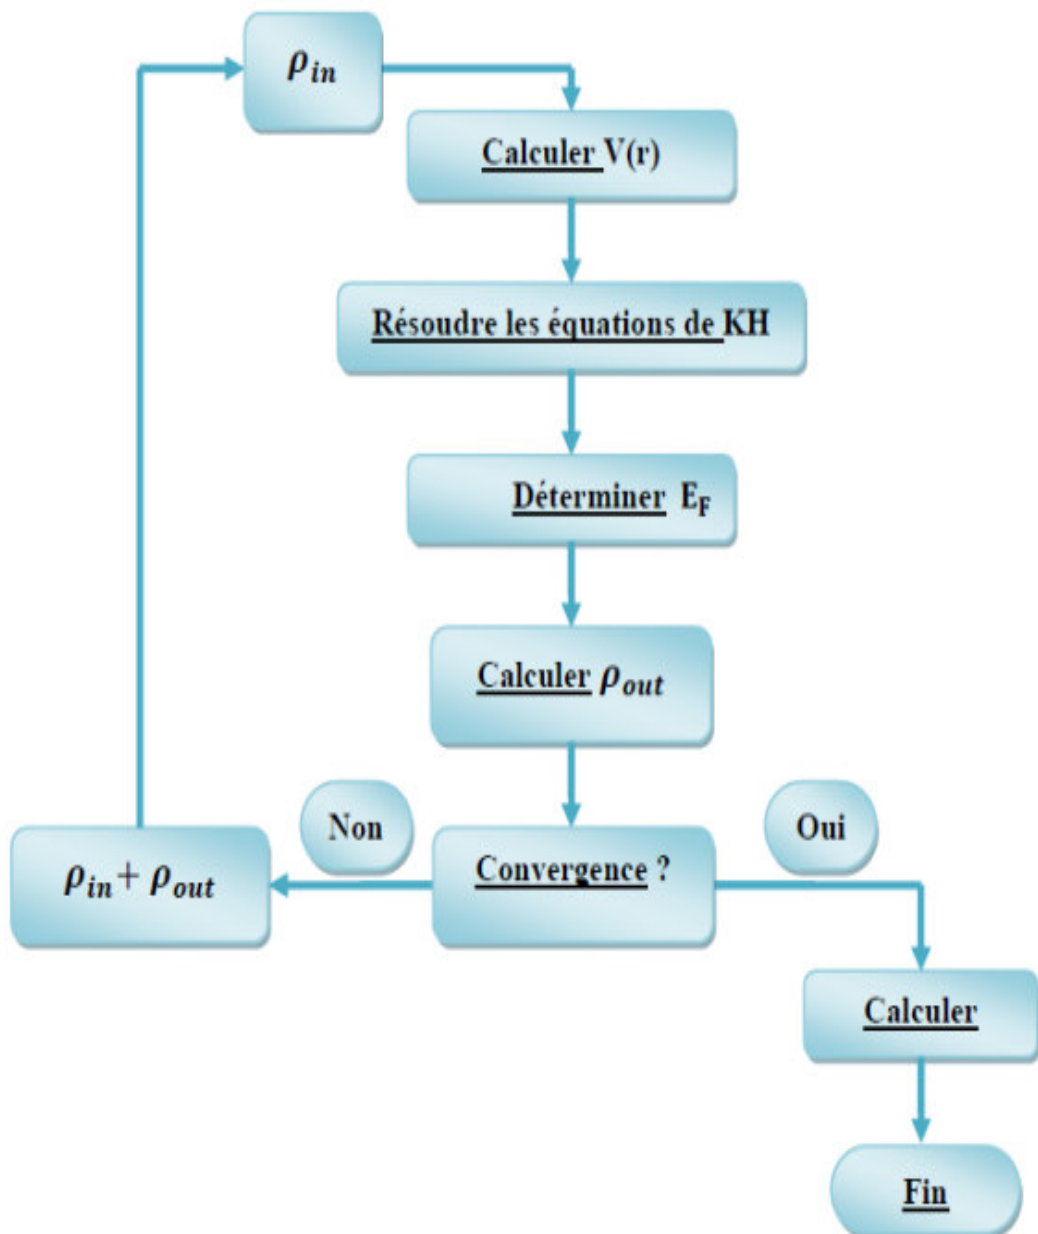 ρin
Calculer V(r)
Résoudre les équations de KH
Déterminer EF
Calculer ρout
Non
Oui
Convergence ?
ρin+ ρout
Calculer
Fin